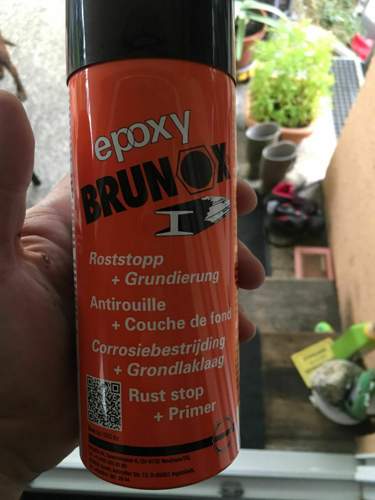 epoxy
BRUNOX
Roststopp
+ Grundierung
Antirouille
+ Couche de fond
Corrosiebestrijding
+ Grondlaklaag
Rust stop
+ Primer